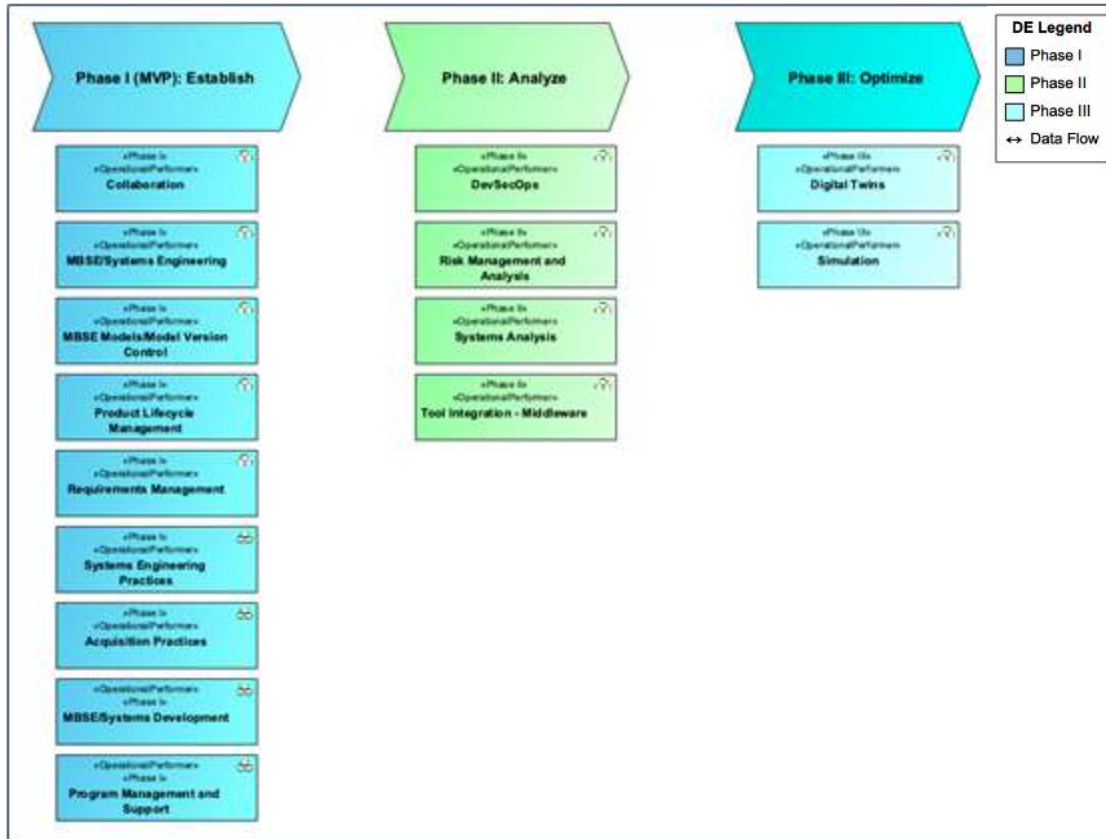 Phase I (MVP): Establish
«Phase I»
«OperationalPerformer»
Collaboration
«Phase I»
«OperationalPerformer»
MBSE/Systems Engineering
«Phase I»
«OperationalPerformer»
MBSE Models/Model Version
Control
«Phase I»
«OperationalPerformer»
Product Lifecycle
Management
«Phase I»
«OperationalPerformer»
Requirements Management
«Phase I»
«OperationalPerformer»
Systems Engineering
Practices
«Phase I»
«OperationalPerformer»
Acquisition Practices
«OperationalPerformer»
«Phase I»
MBSE/Systems Development
«OperationalPerformer»
«Phase I»
Program Management and
Support
Phase II: Analyze
«Phase II»
«OperationalPerformer»
DevSecOps
«Phase II»
«OperationalPerformer»
Risk Management and
Analysis
«Phase II»
«OperationalPerformer»
Systems Analysis
«Phase II»
«OperationalPerformer»
Tool Integration - Middleware
Phase III: Optimize
«Phase III»
«OperationalPerformer»
Digital Twins
«Phase III»
«OperationalPerformer»
Simulation
DE Legend
Phase I
Phase II
Phase III
↔ Data Flow